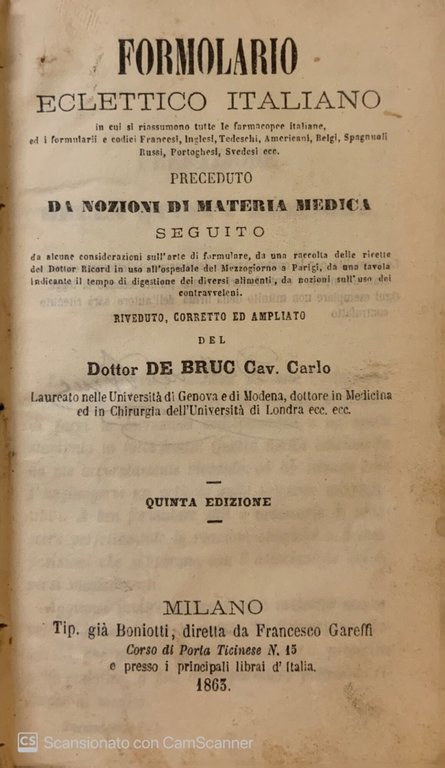 FORMOLARIO
ECLETTICO ITALIANO
in cui si riassumono tutte le farmacopee italiane,
ed i formularii e codici Francesi, Inglesi, Tedeschi, Americani, Belgi, Spagnuoli
Russi, Portoghesi, Svedesi ecc.
PRECEDUTO
DA NOZIONI DI MATERIA MEDICA
SEGUITO
da alcune considerazioni sull'arte di formulare, da una raccolta delle ricette
del Dottor Ricord in uso all'ospedale del Mezzogiorno a Parigi, da una tavola
indicante il tempo di digestione dei diversi alimenti, da nozioni sull'uso dei
contravveleni.
RIVEDUTO, CORRETTO ED AMPLIATO
DEL
Dottor DE BRUC Cav. Carlo
Laureato nelle Università di Genova e di Modena, dottore in Medicina
ed in Chirurgia dell'Università di Londra ecc. ecc.
QUINTA EDIZIONE
MILANO
Tip. già Boniotti, diretta da Francesco Gareffi
Corso di Porta Ticinese N. 15
e presso i principali librai d'Italia.
1863.
CS Scansionato con CamScanner